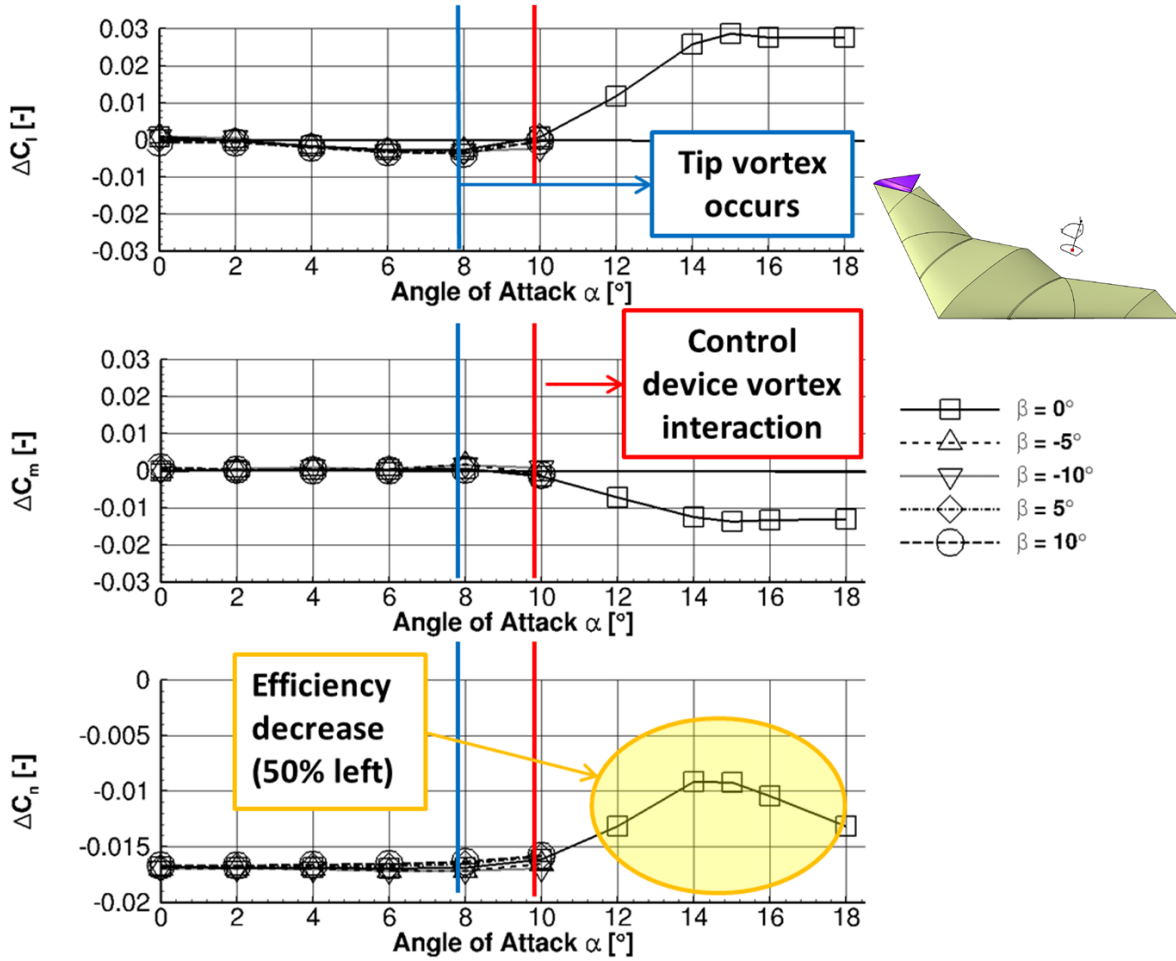 0.03
0.02
0.01
0
-0.01
-0.02
-0.03
ΔCl [-]
0 2 4 6 8 10 12 14 16 18
Angle of Attack α [°]
Tip vortex
occurs
0.03
0.02
0.01
0
-0.01
-0.02
-0.03
ΔCm [-]
0 2 4 6 8 10 12 14 16 18
Angle of Attack α [°]
Control
device vortex
interaction
β = 0°
β = -5°
β = -10°
β = 5°
β = 10°
0
-0.005
-0.01
-0.015
-0.02
ΔCn [-]
0 2 4 6 8 10 12 14 16 18
Angle of Attack α [°]
Efficiency
decrease
(50% left)